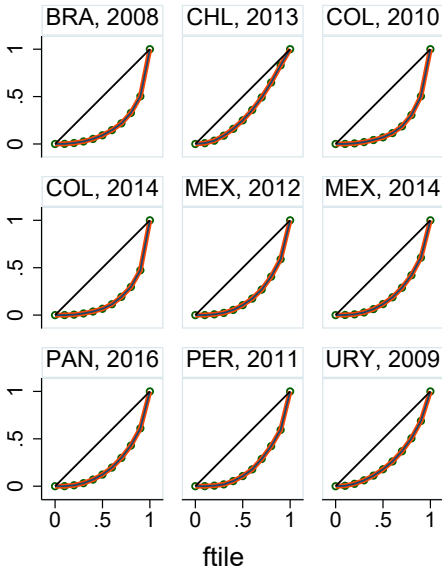 BRA, 2008 CHL, 2013 COL, 2010
1
.5
0
COL, 2014 MEX, 2012 MEX, 2014
1
.5
0
PAN, 2016 PER, 2011 URY, 2009
1
.5
0
0 .5 1 0 .5 1 0 .5 1
ftile